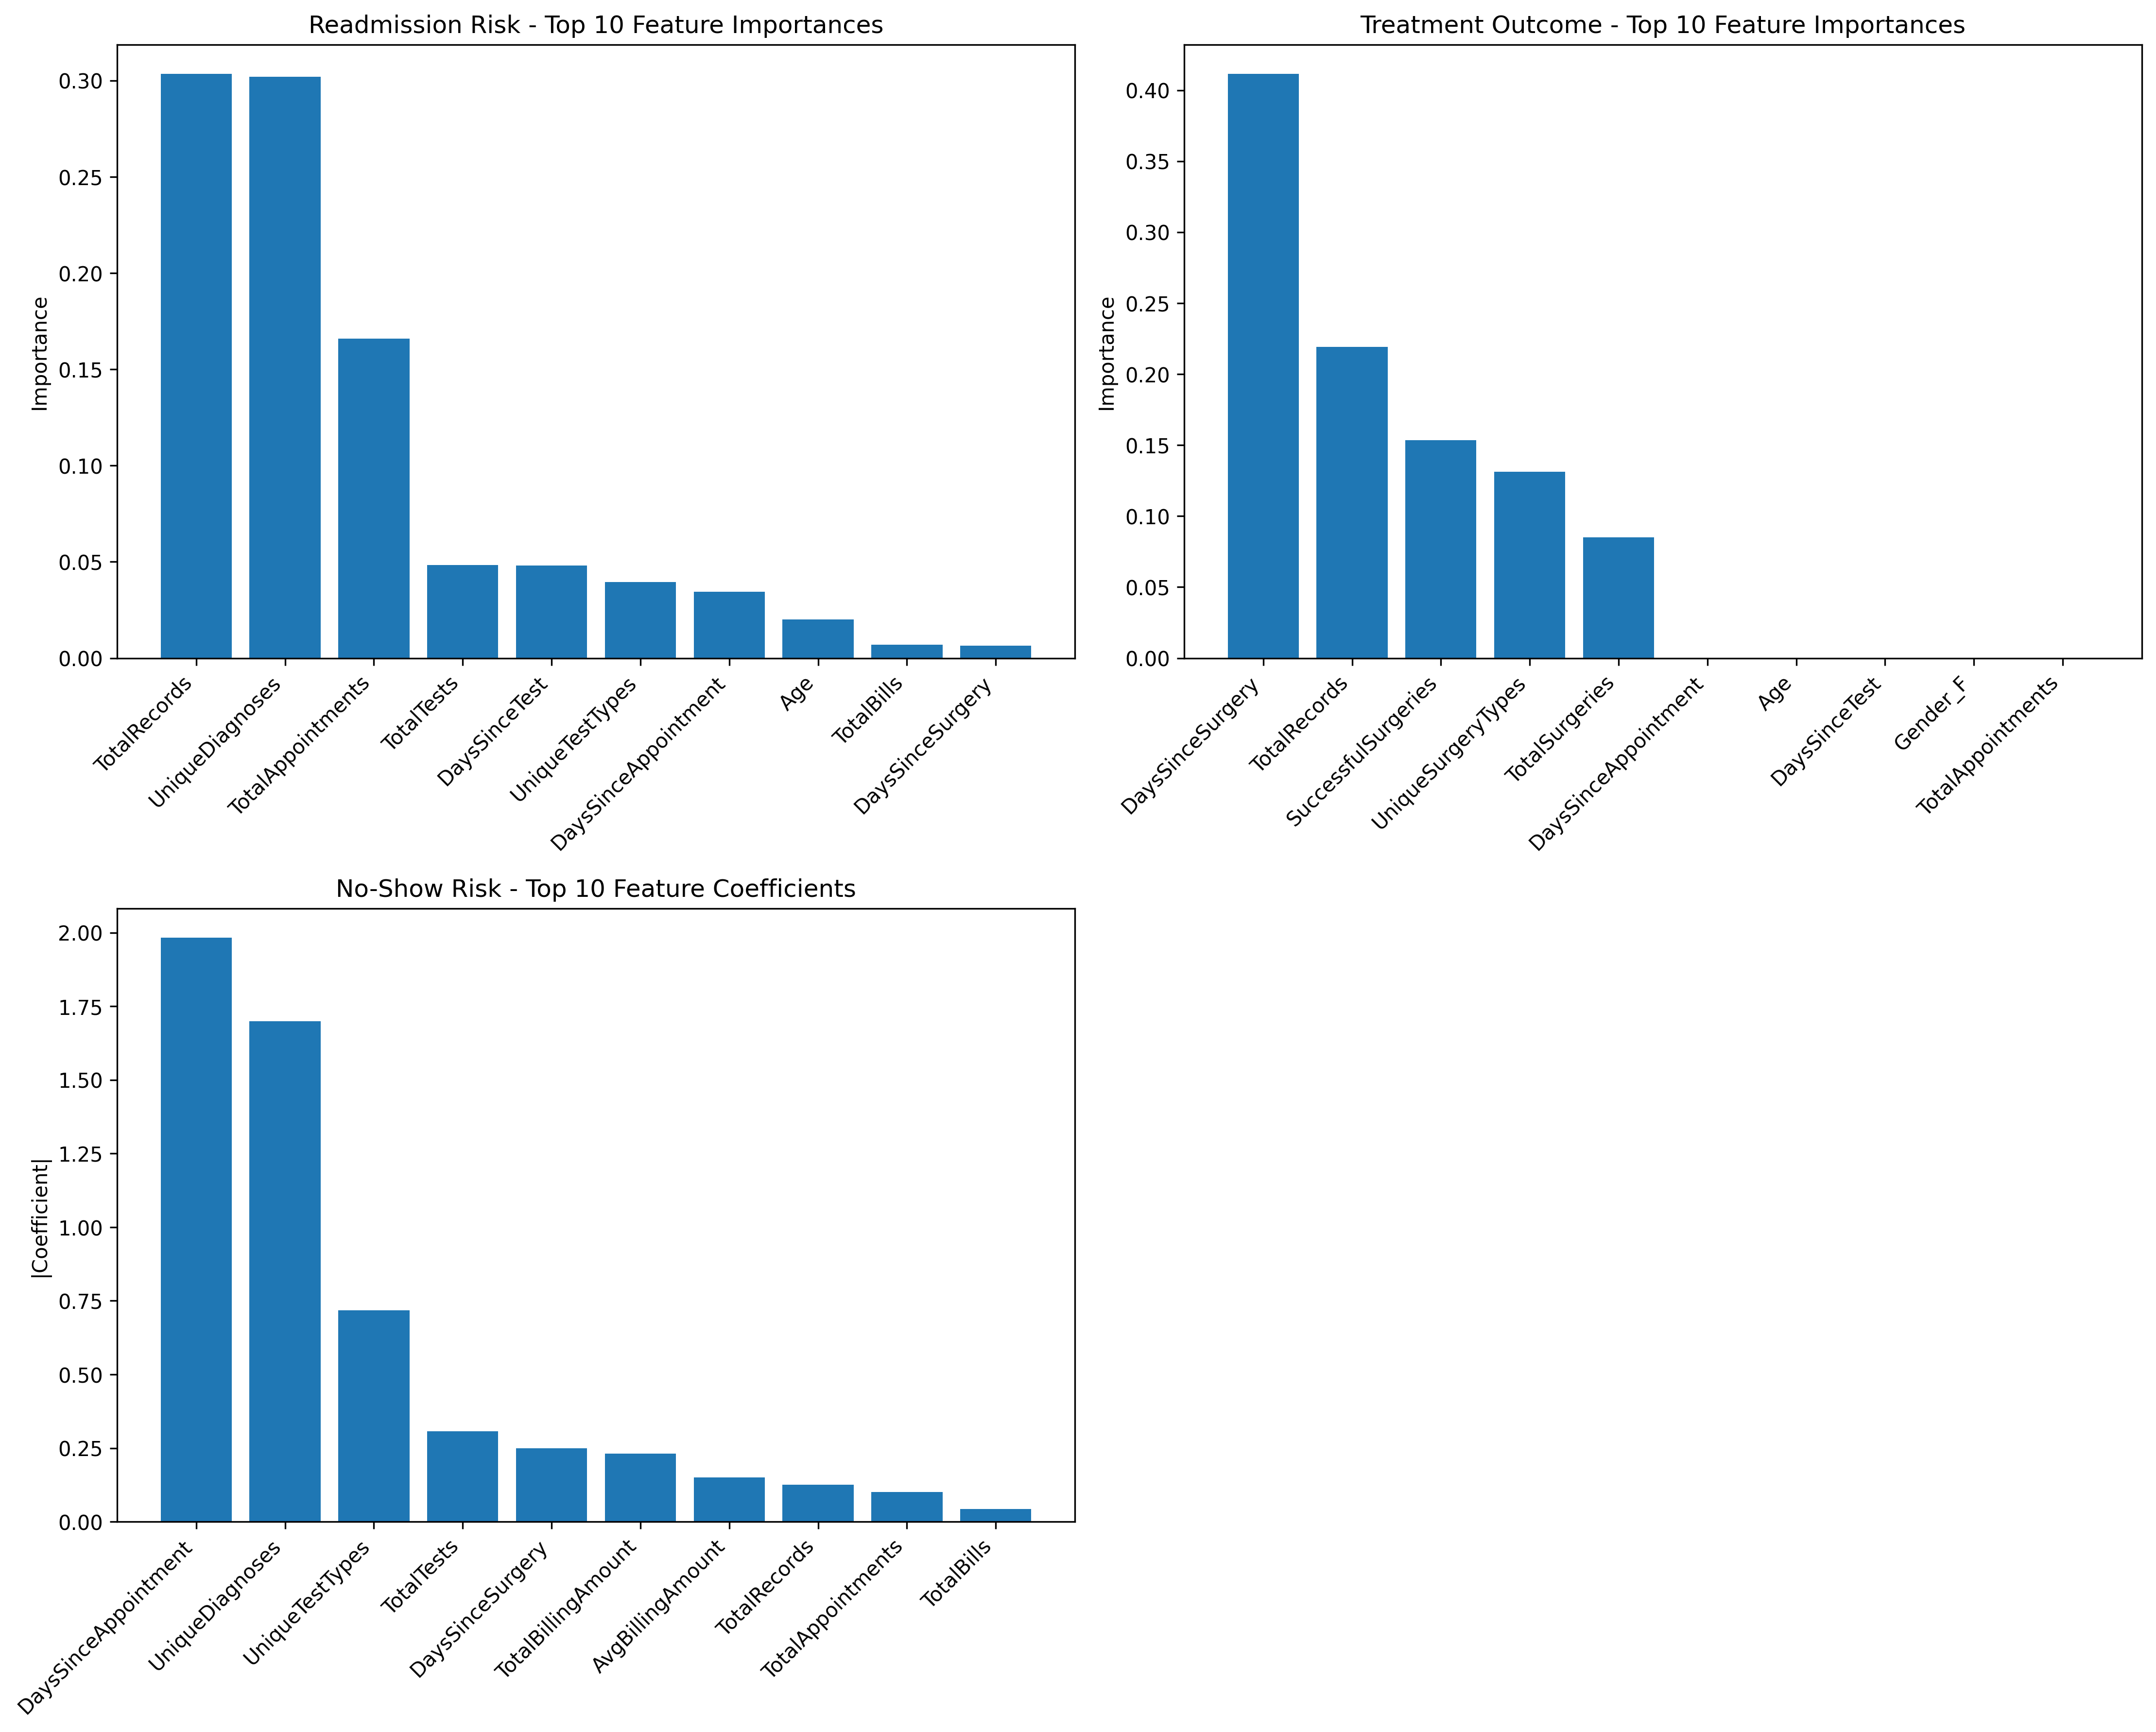 Readmission Risk - Top 10 Feature Importances
Importance
0.30
0.25
0.20
0.15
0.10
0.05
0.00
TotalRecords
UniqueDiagnoses
TotalAppointments
TotalTests
DaysSinceTest
UniqueTestTypes
DaysSinceAppointment
Age
TotalBills
DaysSinceSurgery
Treatment Outcome - Top 10 Feature Importances
Importance
0.40
0.35
0.30
0.25
0.20
0.15
0.10
0.05
0.00
DaysSinceSurgery
TotalRecords
SuccessfulSurgeries
UniqueSurgeryTypes
TotalSurgeries
DaysSinceAppointment
Age
DaysSinceTest
Gender_F
TotalAppointments
No-Show Risk - Top 10 Feature Coefficients
|Coefficient|
2.00
1.75
1.50
1.25
1.00
0.75
0.50
0.25
0.00
DaysSinceAppointment
UniqueDiagnoses
UniqueTestTypes
TotalTests
DaysSinceSurgery
TotalBillingAmount
AvgBillingAmount
TotalRecords
TotalAppointments
TotalBills